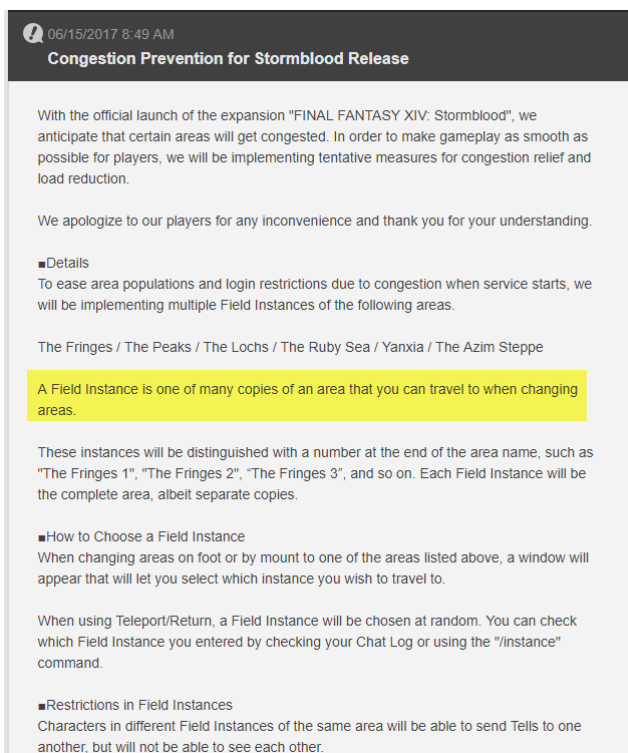 06/15/2017 8:49 AM
Congestion Prevention for Stormblood Release
With the official launch of the expansion "FINAL FANTASY XIV: Stormblood", we
anticipate that certain areas will get congested. In order to make gameplay as smooth as
possible for players, we will be implementing tentative measures for congestion relief and
load reduction.
We apologize to our players for any inconvenience and thank you for your understanding.
■Details
To ease area populations and login restrictions due to congestion when service starts, we
will be implementing multiple Field Instances of the following areas.
The Fringes / The Peaks / The Lochs / The Ruby Sea / Yanxia / The Azim Steppe
A Field Instance is one of many copies of an area that you can travel to when changing
areas.
These instances will be distinguished with a number at the end of the area name, such as
"The Fringes 1", "The Fringes 2", “The Fringes 3”, and so on. Each Field Instance will be
the complete area, albeit separate copies.
■How to Choose a Field Instance
When changing areas on foot or by mount to one of the areas listed above, a window will
appear that will let you select which instance you wish to travel to.
When using Teleport/Return, a Field Instance will be chosen at random. You can check
which Field Instance you entered by checking your Chat Log or using the "/instance"
command.
■Restrictions in Field Instances
Characters in different Field Instances of the same area will be able to send Tells to one
another, but will not be able to see each other.